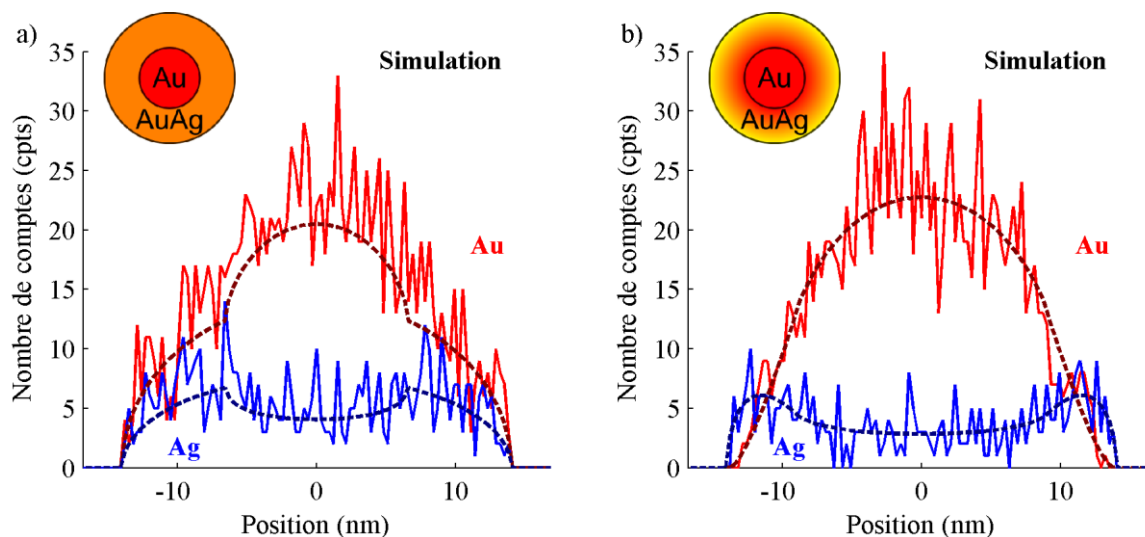 a)
35
30
25
20
15
10
5
0
Nombre de comptes (cpts)
Au
AuAg
Simulation
Au
Ag
-10
0
10
Position (nm)
b)
35
30
25
20
15
10
5
0
Nombre de comptes (cpts)
Au
AuAg
Simulation
Au
Ag
-10
0
10
Position (nm)